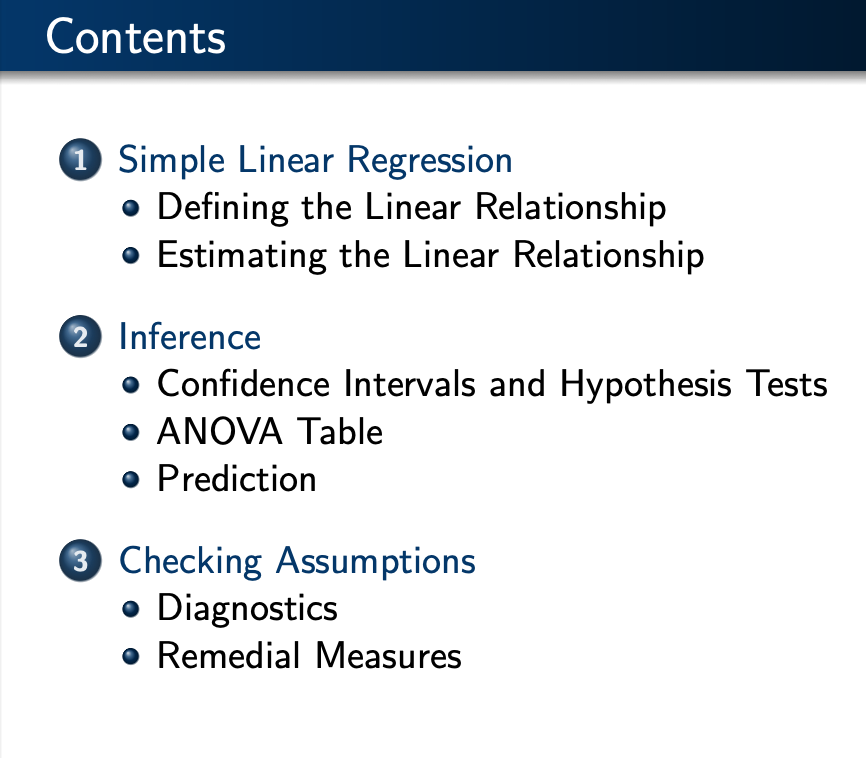 Contents
1 Simple Linear Regression
Defining the Linear Relationship
Estimating the Linear Relationship
2 Inference
Confidence Intervals and Hypothesis Tests
ANOVA Table
Prediction
3 Checking Assumptions
Diagnostics
Remedial Measures